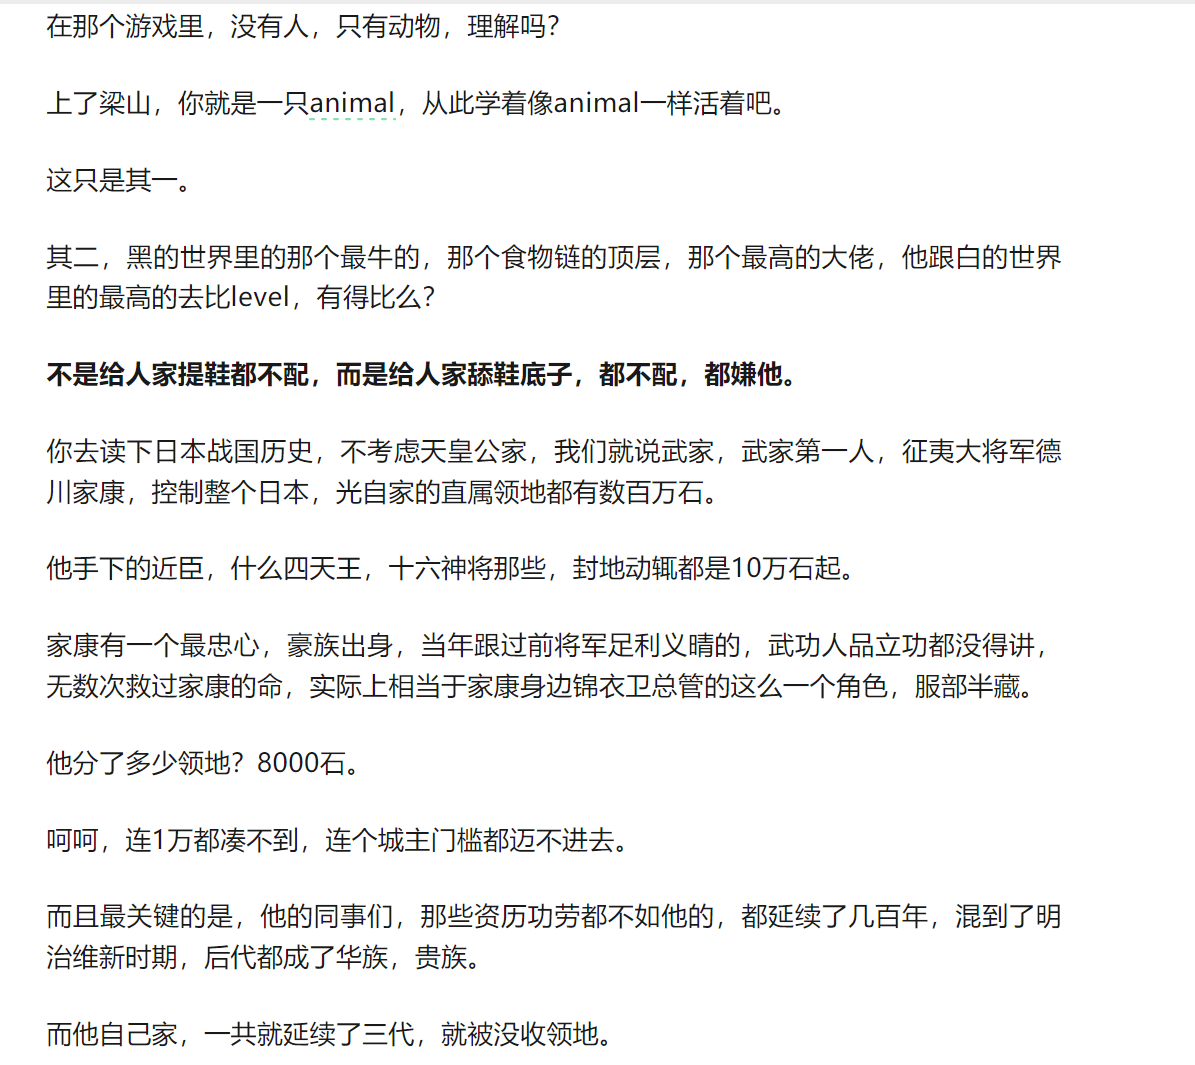 在那个游戏里，没有人，只有动物，理解吗？
上了梁山，你就是一只animal，从此学着像animal一样活着吧。
这只是其一。
其二，黑的世界里的那个最牛的，那个食物链的顶层，那个最高的大佬，他跟白的世界
里的最高的去比level，有得比么？
不是给人家提鞋都不配，而是给人家舔鞋底子，都不配，都嫌他。
你去读下日本战国历史，不考虑天皇公家，我们就说武家，武家第一人，征夷大将军德
川家康，控制整个日本，光自家的直属领地都有数百万石。
他手下的近臣，什么四天王，十六神将那些，封地动辄都是10万石起。
家康有一个最忠心，豪族出身，当年跟过前将军足利义晴的，武功人品立功都没得讲，
无数次救过家康的命，实际上相当于家康身边锦衣卫总管的这么一个角色，服部半藏。
他分了多少领地？8000石。
呵呵，连1万都凑不到，连个城主门槛都迈不进去。
而且最关键的是，他的同事们，那些资历功劳都不如他的，都延续了几百年，混到了明
治维新时期，后代都成了华族，贵族。
而他自己家，一共就延续了三代，就被没收领地。